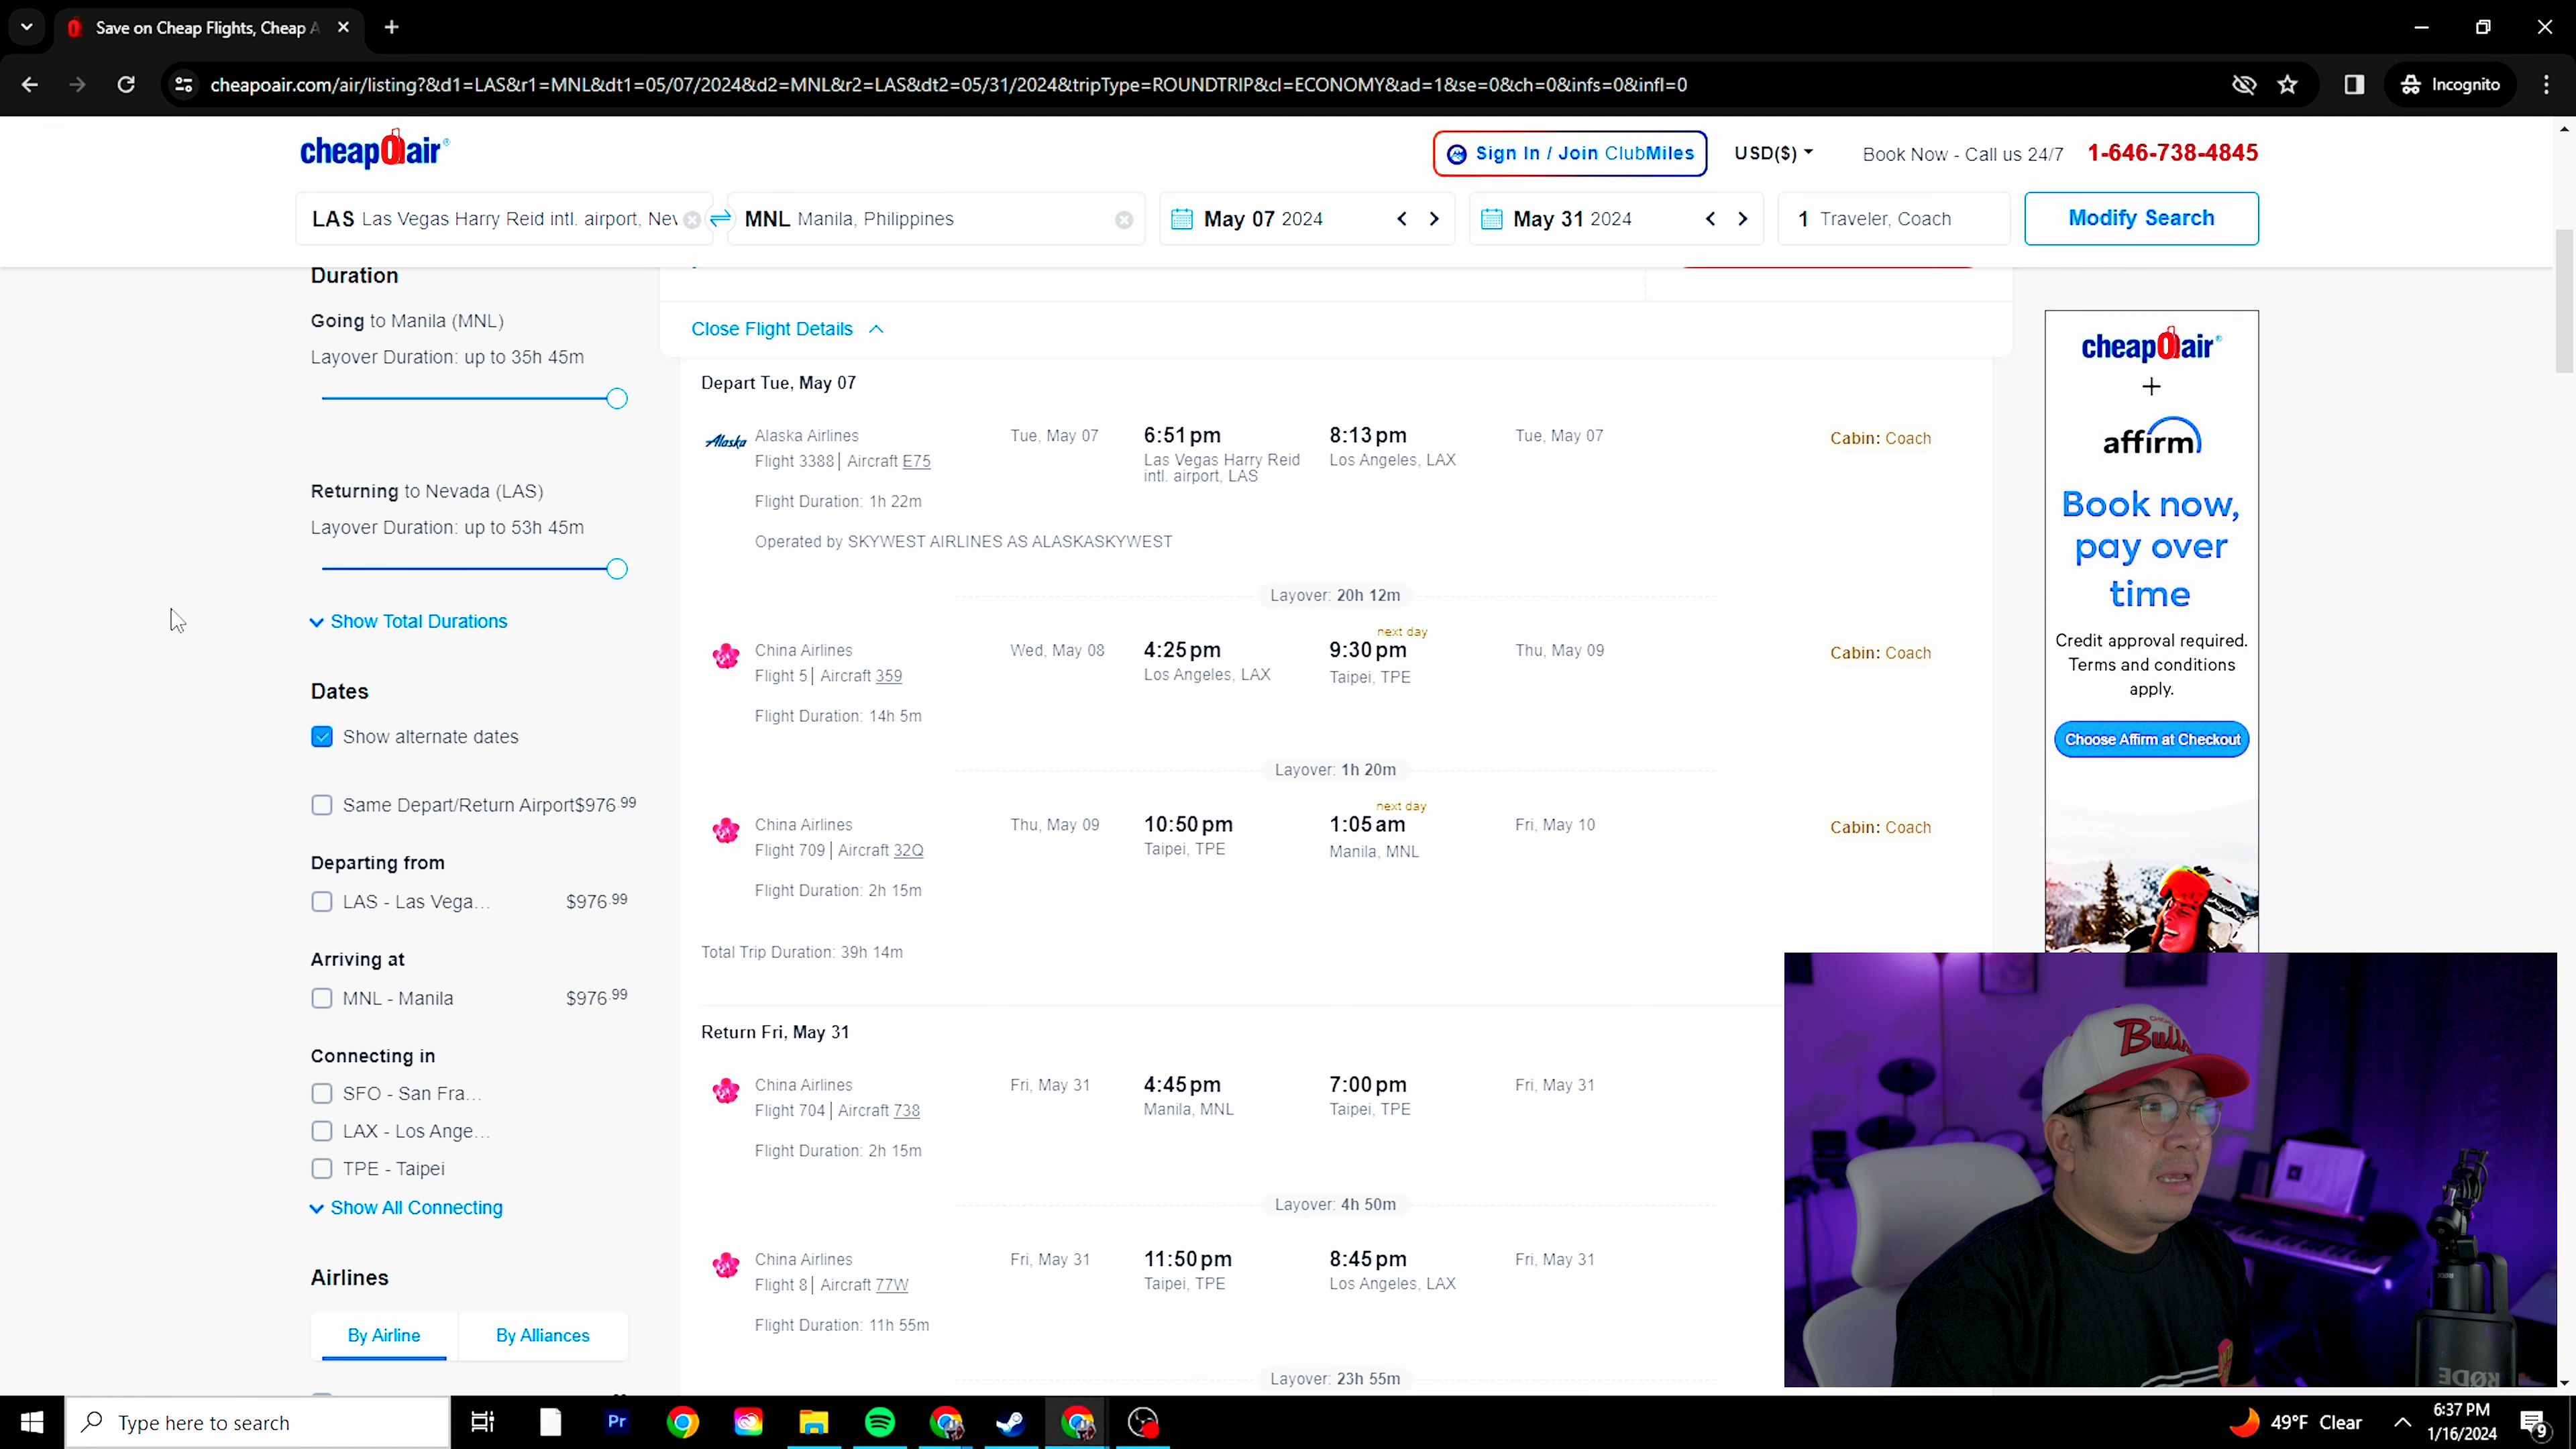 Save on Cheap Flights, Cheap A
cheapoair.com/air/listing?&d1=LAS&r1=MNL&dt1=05/07/2024&d2=MNL&r2=LAS&dt2=05/31/2024&tripType=ROUNDTRIP&cl=ECONOMY&ad=1&se=0&ch=0&infs=0&infl=0
Incognito
cheapOair®
Sign In / Join ClubMiles
USD($)
Book Now - Call us 24/7
1-646-738-4845
LAS Las Vegas Harry Reid intl. airport, Nev
MNL Manila, Philippines
May 07 2024
May 31 2024
1 Traveler, Coach
Modify Search
Duration
Going to Manila (MNL)
Layover Duration: up to 35h 45m
Returning to Nevada (LAS)
Layover Duration: up to 53h 45m
Show Total Durations
Dates
Show alternate dates
Same Depart/Return Airport $976.99
Departing from
LAS - Las Vega... $976.99
Arriving at
MNL - Manila $976.99
Connecting in
SFO - San Fra...
LAX - Los Ange...
TPE - Taipei
Show All Connecting
Airlines
By Airline
By Alliances
Close Flight Details
Depart Tue, May 07
Alaska
Alaska Airlines
Flight 3388 | Aircraft E75
Flight Duration: 1h 22m
Operated by SKYWEST AIRLINES AS ALASKASKYWEST
Tue, May 07
6:51 pm
Las Vegas Harry Reid
intl. airport, LAS
8:13 pm
Los Angeles, LAX
Tue, May 07
Cabin: Coach
Layover: 20h 12m
China Airlines
Flight 5 | Aircraft 359
Flight Duration: 14h 5m
Wed, May 08
4:25 pm
Los Angeles, LAX
next day
9:30 pm
Taipei, TPE
Thu, May 09
Cabin: Coach
Layover: 1h 20m
China Airlines
Flight 709 | Aircraft 32Q
Flight Duration: 2h 15m
Thu, May 09
10:50 pm
Taipei, TPE
next day
1:05 am
Manila, MNL
Fri, May 10
Cabin: Coach
Total Trip Duration: 39h 14m
Return Fri, May 31
China Airlines
Flight 704 | Aircraft 738
Flight Duration: 2h 15m
Fri, May 31
4:45 pm
Manila, MNL
7:00 pm
Taipei, TPE
Fri, May 31
Layover: 4h 50m
China Airlines
Flight 8 | Aircraft 77W
Flight Duration: 11h 55m
Fri, May 31
11:50 pm
Taipei, TPE
8:45 pm
Los Angeles, LAX
Fri, May 31
Layover: 23h 55m
cheapOair®
+
affirm
Book now,
pay over
time
Credit approval required.
Terms and conditions
apply.
Choose Affirm at Checkout
Bulls
RØDE
Type here to search
Pr
49°F Clear
6:37 PM
1/16/2024
9